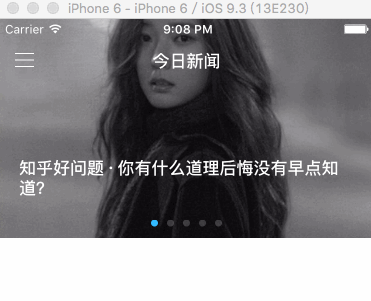 iPhone 6 - iPhone 6 / iOS 9.3 (13E230)
Carrier 9:08 PM
今日新闻
知乎好问题 · 你有什么道理后悔没有早点知
道?